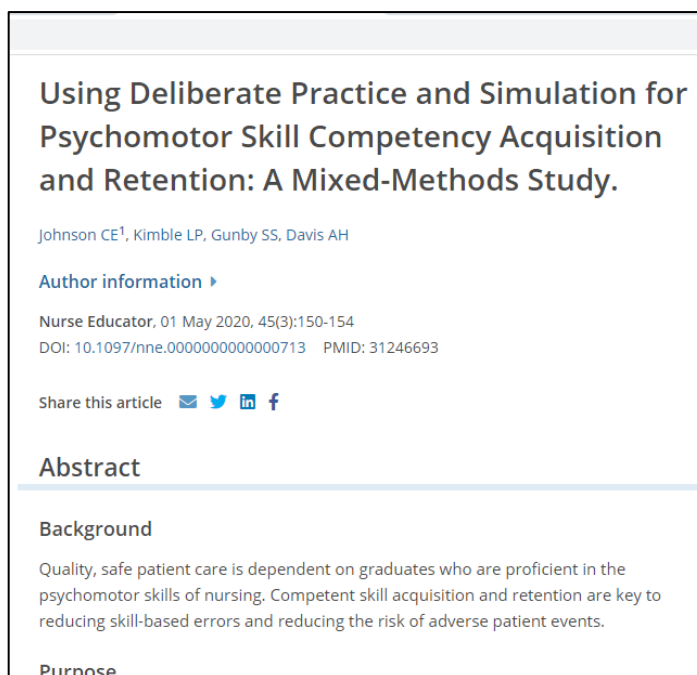 Using Deliberate Practice and Simulation for
Psychomotor Skill Competency Acquisition
and Retention: A Mixed-Methods Study.
Johnson CE1, Kimble LP, Gunby SS, Davis AH
Author information
Nurse Educator, 01 May 2020, 45(3):150-154
DOI: 10.1097/nne.0000000000000713 PMID: 31246693
Share this article
Abstract
Background
Quality, safe patient care is dependent on graduates who are proficient in the
psychomotor skills of nursing. Competent skill acquisition and retention are key to
reducing skill-based errors and reducing the risk of adverse patient events.
Purpose